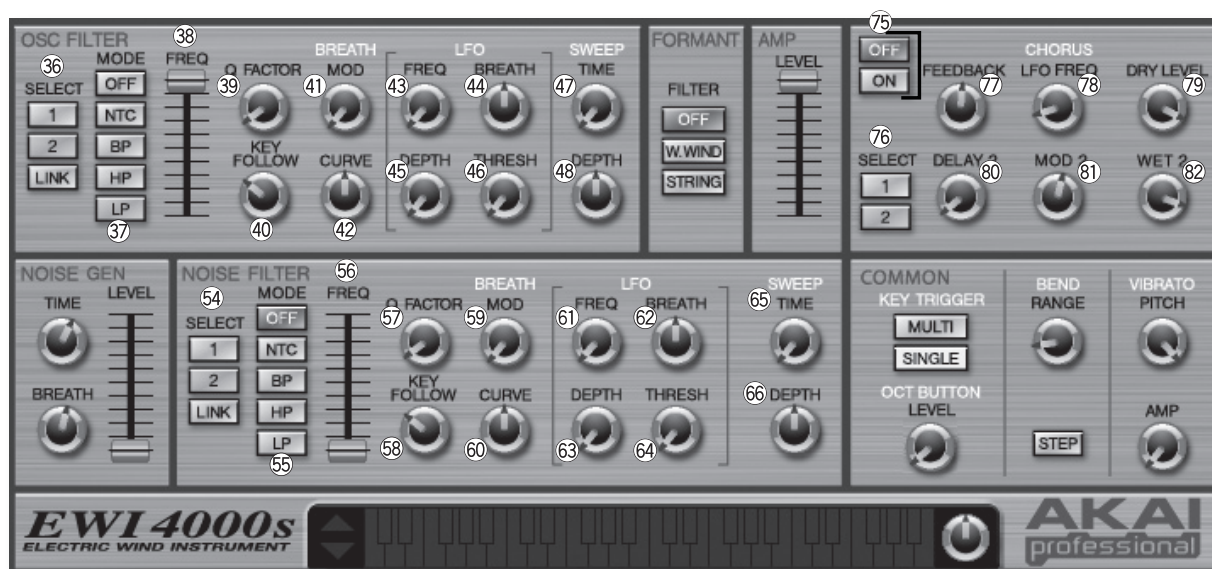 OSC FILTER
㊱
SELECT
1
2
LINK
MODE
OFF
NTC
BP
HP
LP
㊲
㊳
FREQ
BREATH
㊴ Q FACTOR
㊶ MOD
KEY
FOLLOW
㊵
CURVE
㊷
LFO
㊸ FREQ
㊹ BREATH
㊺ DEPTH
㊻ THRESH
SWEEP
㊼ TIME
㊽ DEPTH
FORMANT
FILTER
OFF
W.WIND
STRING
AMP
LEVEL
75
OFF
ON
CHORUS
FEEDBACK
77
LFO FREQ
78
DRY LEVEL
79
76
SELECT
1
2
DELAY 2
80
MOD 2
81
WET 2
82
NOISE GEN
TIME
LEVEL
BREATH
NOISE FILTER
54
SELECT
1
2
LINK
MODE
OFF
NTC
BP
HP
LP
55
56
FREQ
BREATH
57 Q FACTOR
59 MOD
KEY
FOLLOW
58
CURVE
60
LFO
61 FREQ
62 BREATH
DEPTH
63
THRESH
64
SWEEP
65 TIME
66 DEPTH
COMMON
KEY TRIGGER
MULTI
SINGLE
OCT BUTTON
LEVEL
BEND
RANGE
STEP
VIBRATO
PITCH
AMP
EWI 4000s
ELECTRIC WIND INSTRUMENT
AKAI
professional